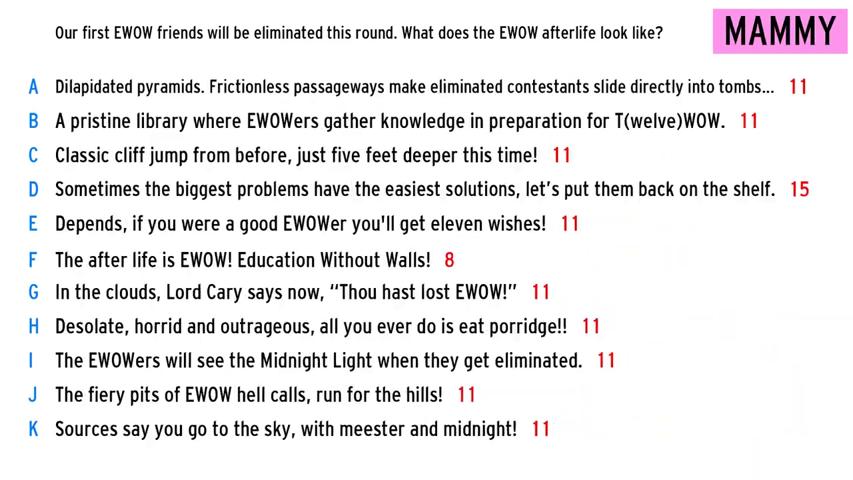 Our first EWOW friends will be eliminated this round. What does the EWOW afterlife look like?
MAMMY
A Dilapidated pyramids. Frictionless passageways make eliminated contestants slide directly into tombs... 11
B A pristine library where EWOWers gather knowledge in preparation for T(welve)WOW. 11
C Classic cliff jump from before, just five feet deeper this time! 11
D Sometimes the biggest problems have the easiest solutions, let's put them back on the shelf. 15
E Depends, if you were a good EWOWer you'll get eleven wishes! 11
F The after life is EWOW! Education Without Walls! 8
G In the clouds, Lord Cary says now, “Thou hast lost EWOW!” 11
H Desolate, horrid and outrageous, all you ever do is eat porridge!! 11
I The EWOWers will see the Midnight Light when they get eliminated. 11
J The fiery pits of EWOW hell calls, run for the hills! 11
K Sources say you go to the sky, with meester and midnight! 11